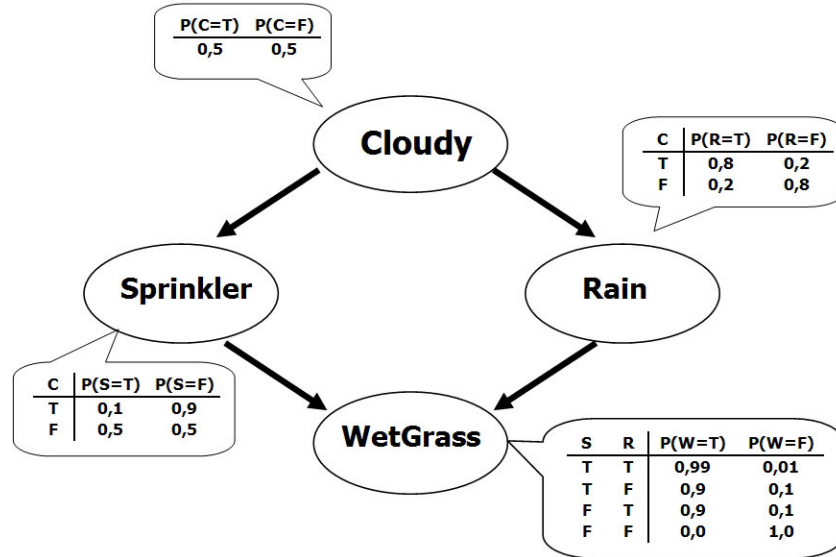 P(C=T) P(C=F)
0,5 0,5
Cloudy
C P(R=T) P(R=F)
T 0,8 0,2
F 0,2 0,8
Sprinkler
Rain
C P(S=T) P(S=F)
T 0,1 0,9
F 0,5 0,5
WetGrass
S R P(W=T) P(W=F)
T T 0,99 0,01
T F 0,9 0,1
F T 0,9 0,1
F F 0,0 1,0